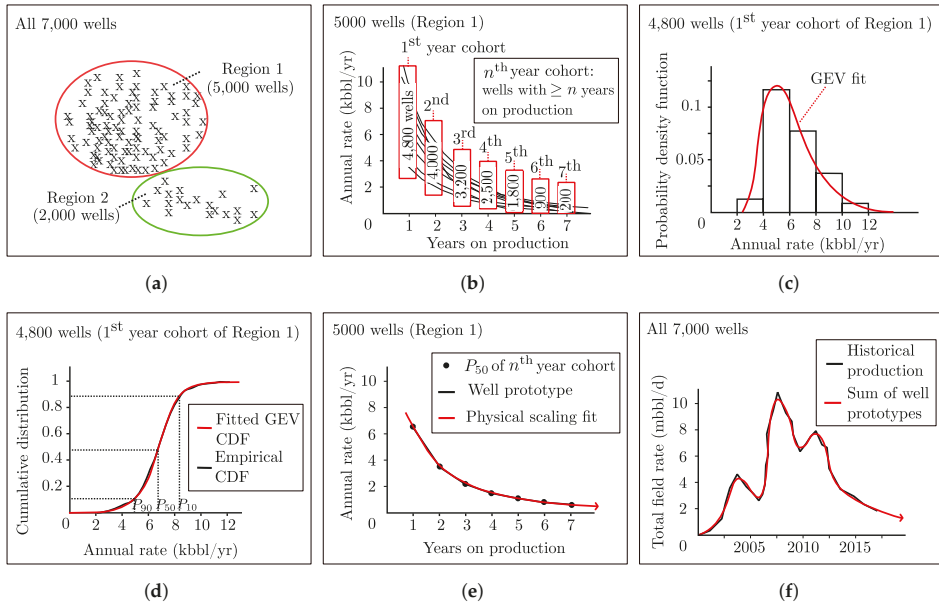 All 7,000 wells
Region 1
(5,000 wells)
Region 2
(2,000 wells)
(a)
5000 wells (Region 1)
1st year cohort
nth year cohort:
wells with ≥ n years
on production
2nd
3rd
4th
5th
6th
7th
4,800 wells
4,000
3,200
2,500
1,800
900
200
Annual rate (kbbl/yr)
10
8
6
4
2
0
1 2 3 4 5 6 7
Years on production
(b)
4,800 wells (1st year cohort of Region 1)
GEV fit
Probability density function
0.1
0.05
0
2 4 6 8 10 12
Annual rate (kbbl/yr)
(c)
4,800 wells (1st year cohort of Region 1)
Cumulative distribution
1
0.8
0.6
0.4
0.2
Fitted GEV
CDF
Empirical
CDF
P90 P50 P10
0 2 4 6 8 10 12
Annual rate (kbbl/yr)
(d)
5000 wells (Region 1)
P50 of nth year cohort
Well prototype
Physical scaling fit
Annual rate (kbbl/yr)
10
8
6
4
2
0
1 2 3 4 5 6 7
Years on production
(e)
All 7,000 wells
Historical
production
Sum of well
prototypes
Total field rate (mbbl/d)
10
8
6
4
2
0
2005 2010 2015
(f)